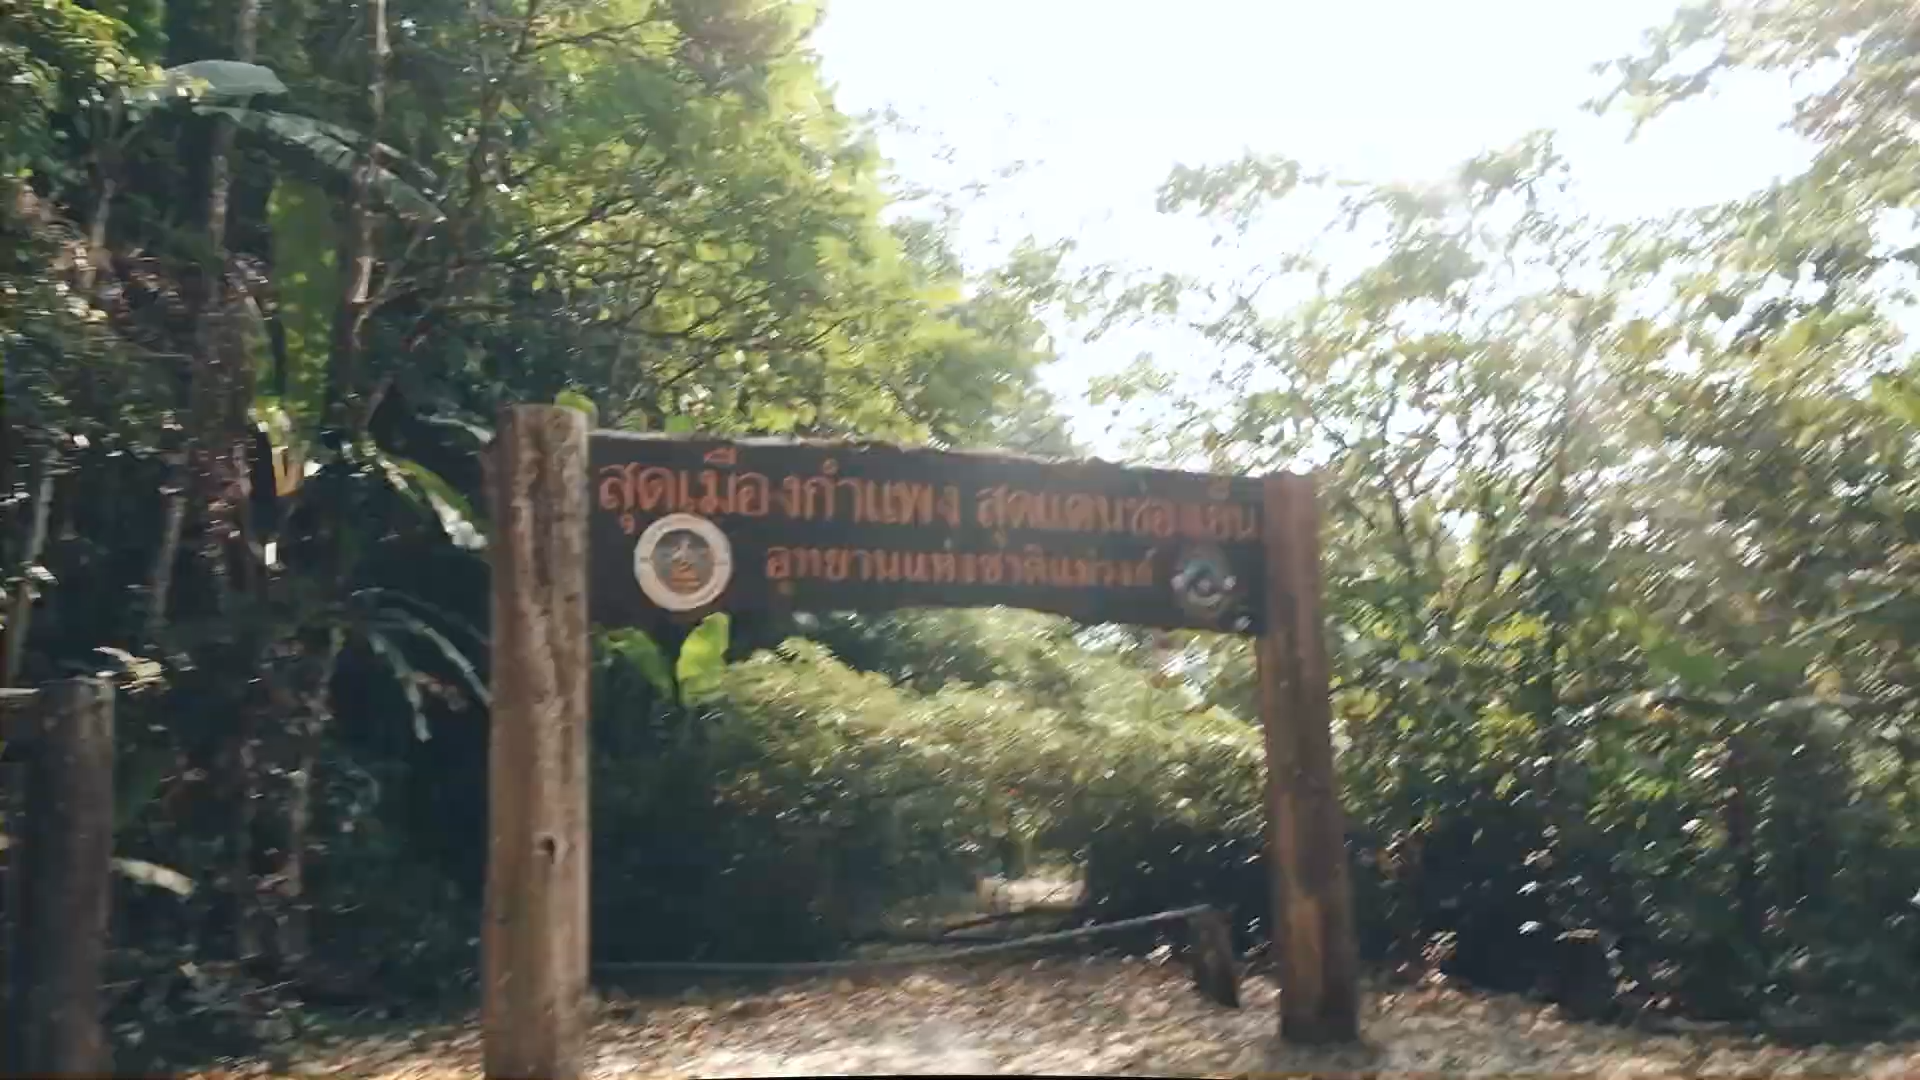 สุดเมืองกำแพง สุดแดนช่องเย็น
อุทยานแห่งชาติแม่วงก์